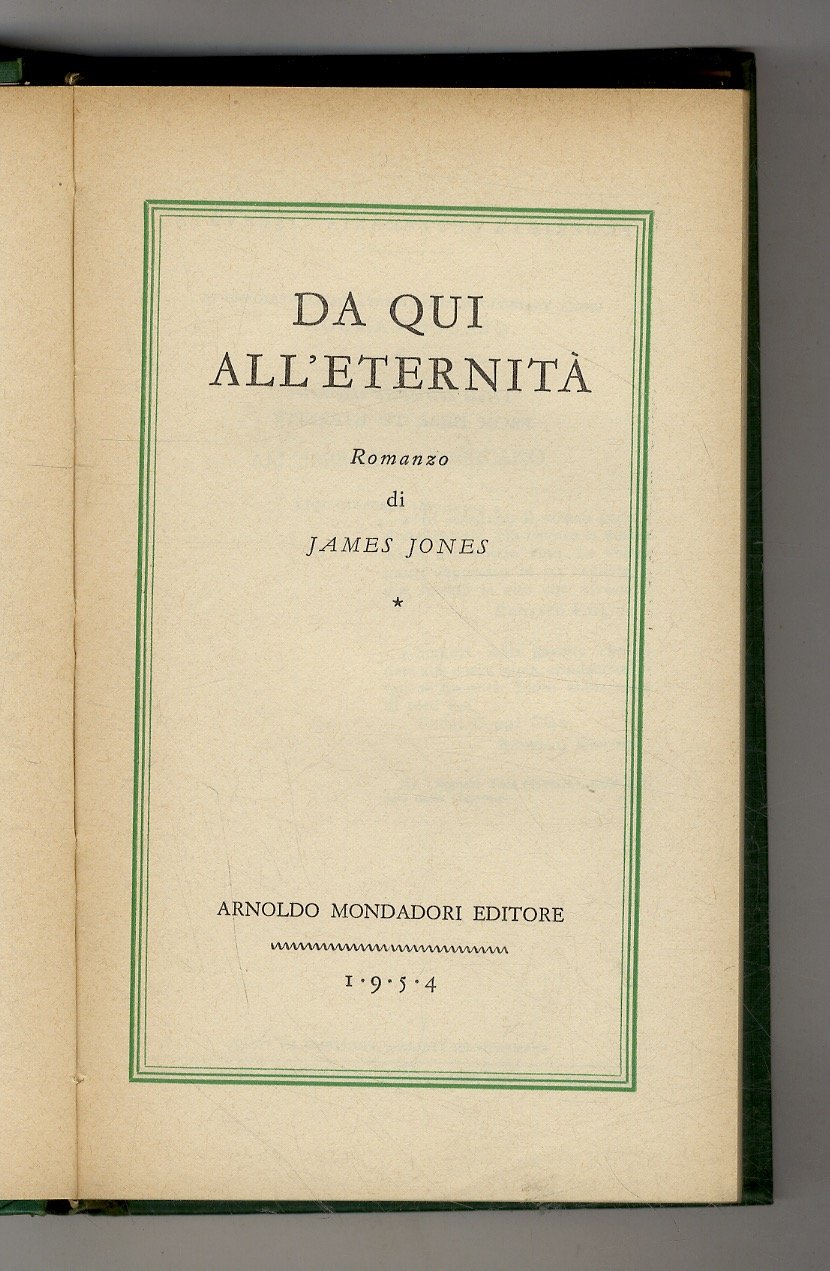 DA QUI
ALL'ETERNITÀ
Romanzo
di
JAMES JONES
*
ARNOLDO MONDADORI EDITORE
1·9·5·4